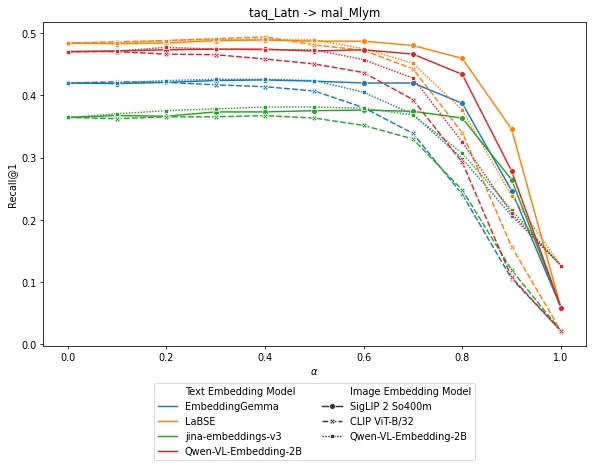 taq_Latn -> mal_Mlym
Recall@1
0.5
0.4
0.3
0.2
0.1
0.0
0.0 0.2 0.4 0.6 0.8 1.0
α
Text Embedding Model
EmbeddingGemma
LaBSE
jina-embeddings-v3
Qwen-VL-Embedding-2B
Image Embedding Model
SigLIP 2 So400m
CLIP ViT-B/32
Qwen-VL-Embedding-2B